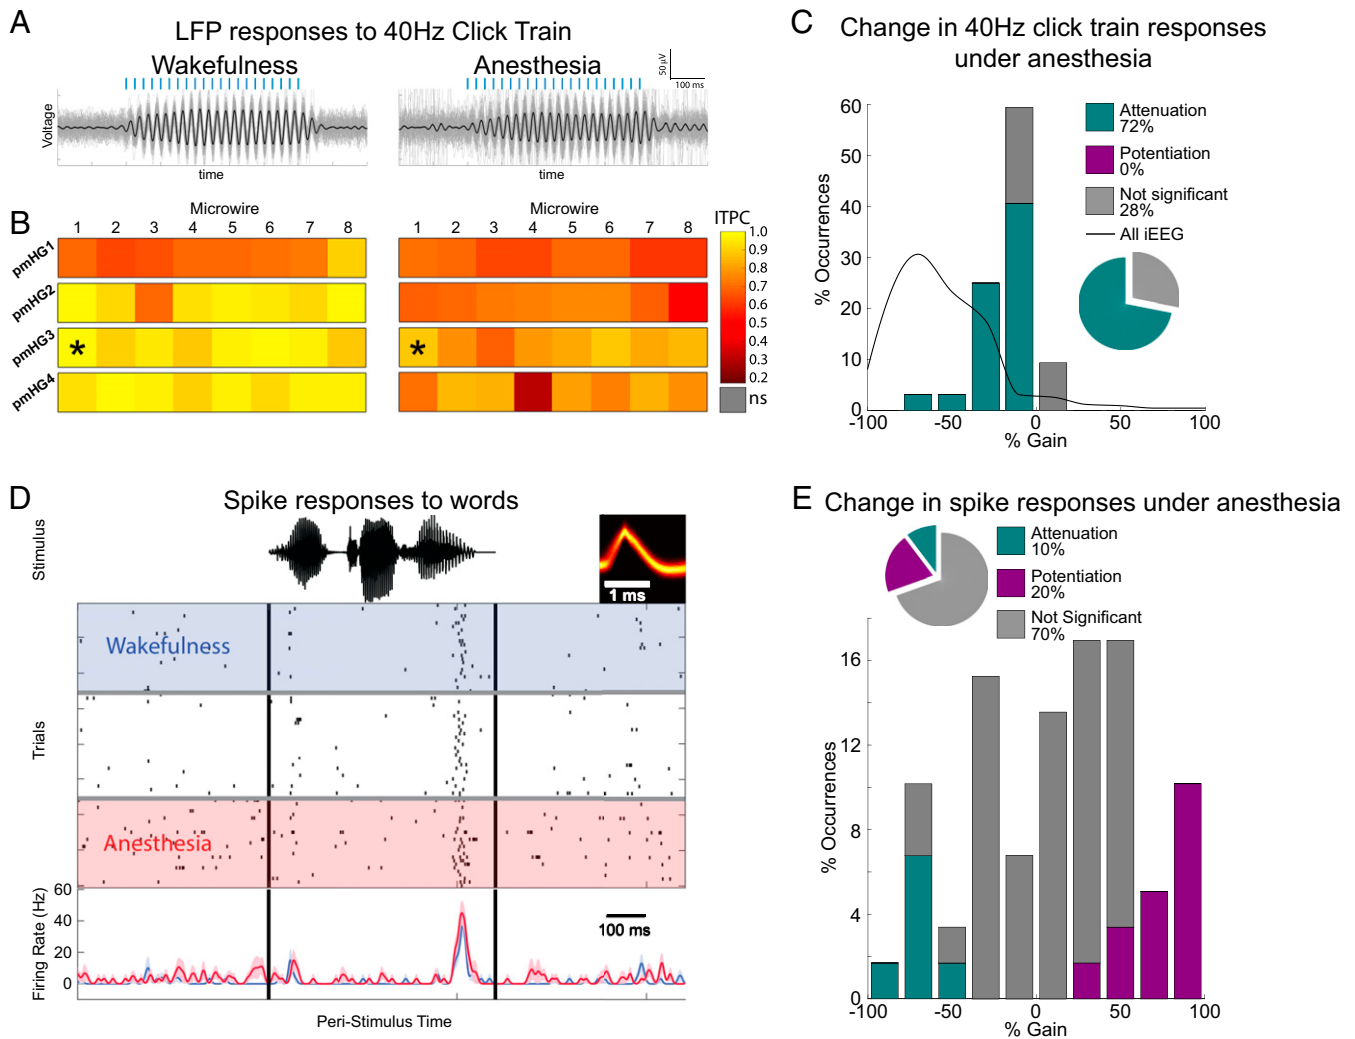 A
LFP responses to 40Hz Click Train
Wakefulness
Anesthesia
50 µV
100 ms
Voltage
time
time
B
Microwire
Microwire
ITPC
1 2 3 4 5 6 7 8
1 2 3 4 5 6 7 8
pmHG1
pmHG2
pmHG3
*
*
pmHG4
1.0
0.9
0.8
0.7
0.6
0.5
0.4
0.3
0.2
ns
C
Change in 40Hz click train responses
under anesthesia
Attenuation
72%
Potentiation
0%
Not significant
28%
All iEEG
% Occurrences
60
50
40
30
20
10
0
-100 -50 0 50 100
% Gain
D
Spike responses to words
Stimulus
1 ms
Wakefulness
Trials
Anesthesia
Firing Rate (Hz)
60
40
20
0
100 ms
Peri-Stimulus Time
E
Change in spike responses under anesthesia
Attenuation
10%
Potentiation
20%
Not Significant
70%
% Occurrences
16
12
8
4
0
-100 -50 0 50 100
% Gain